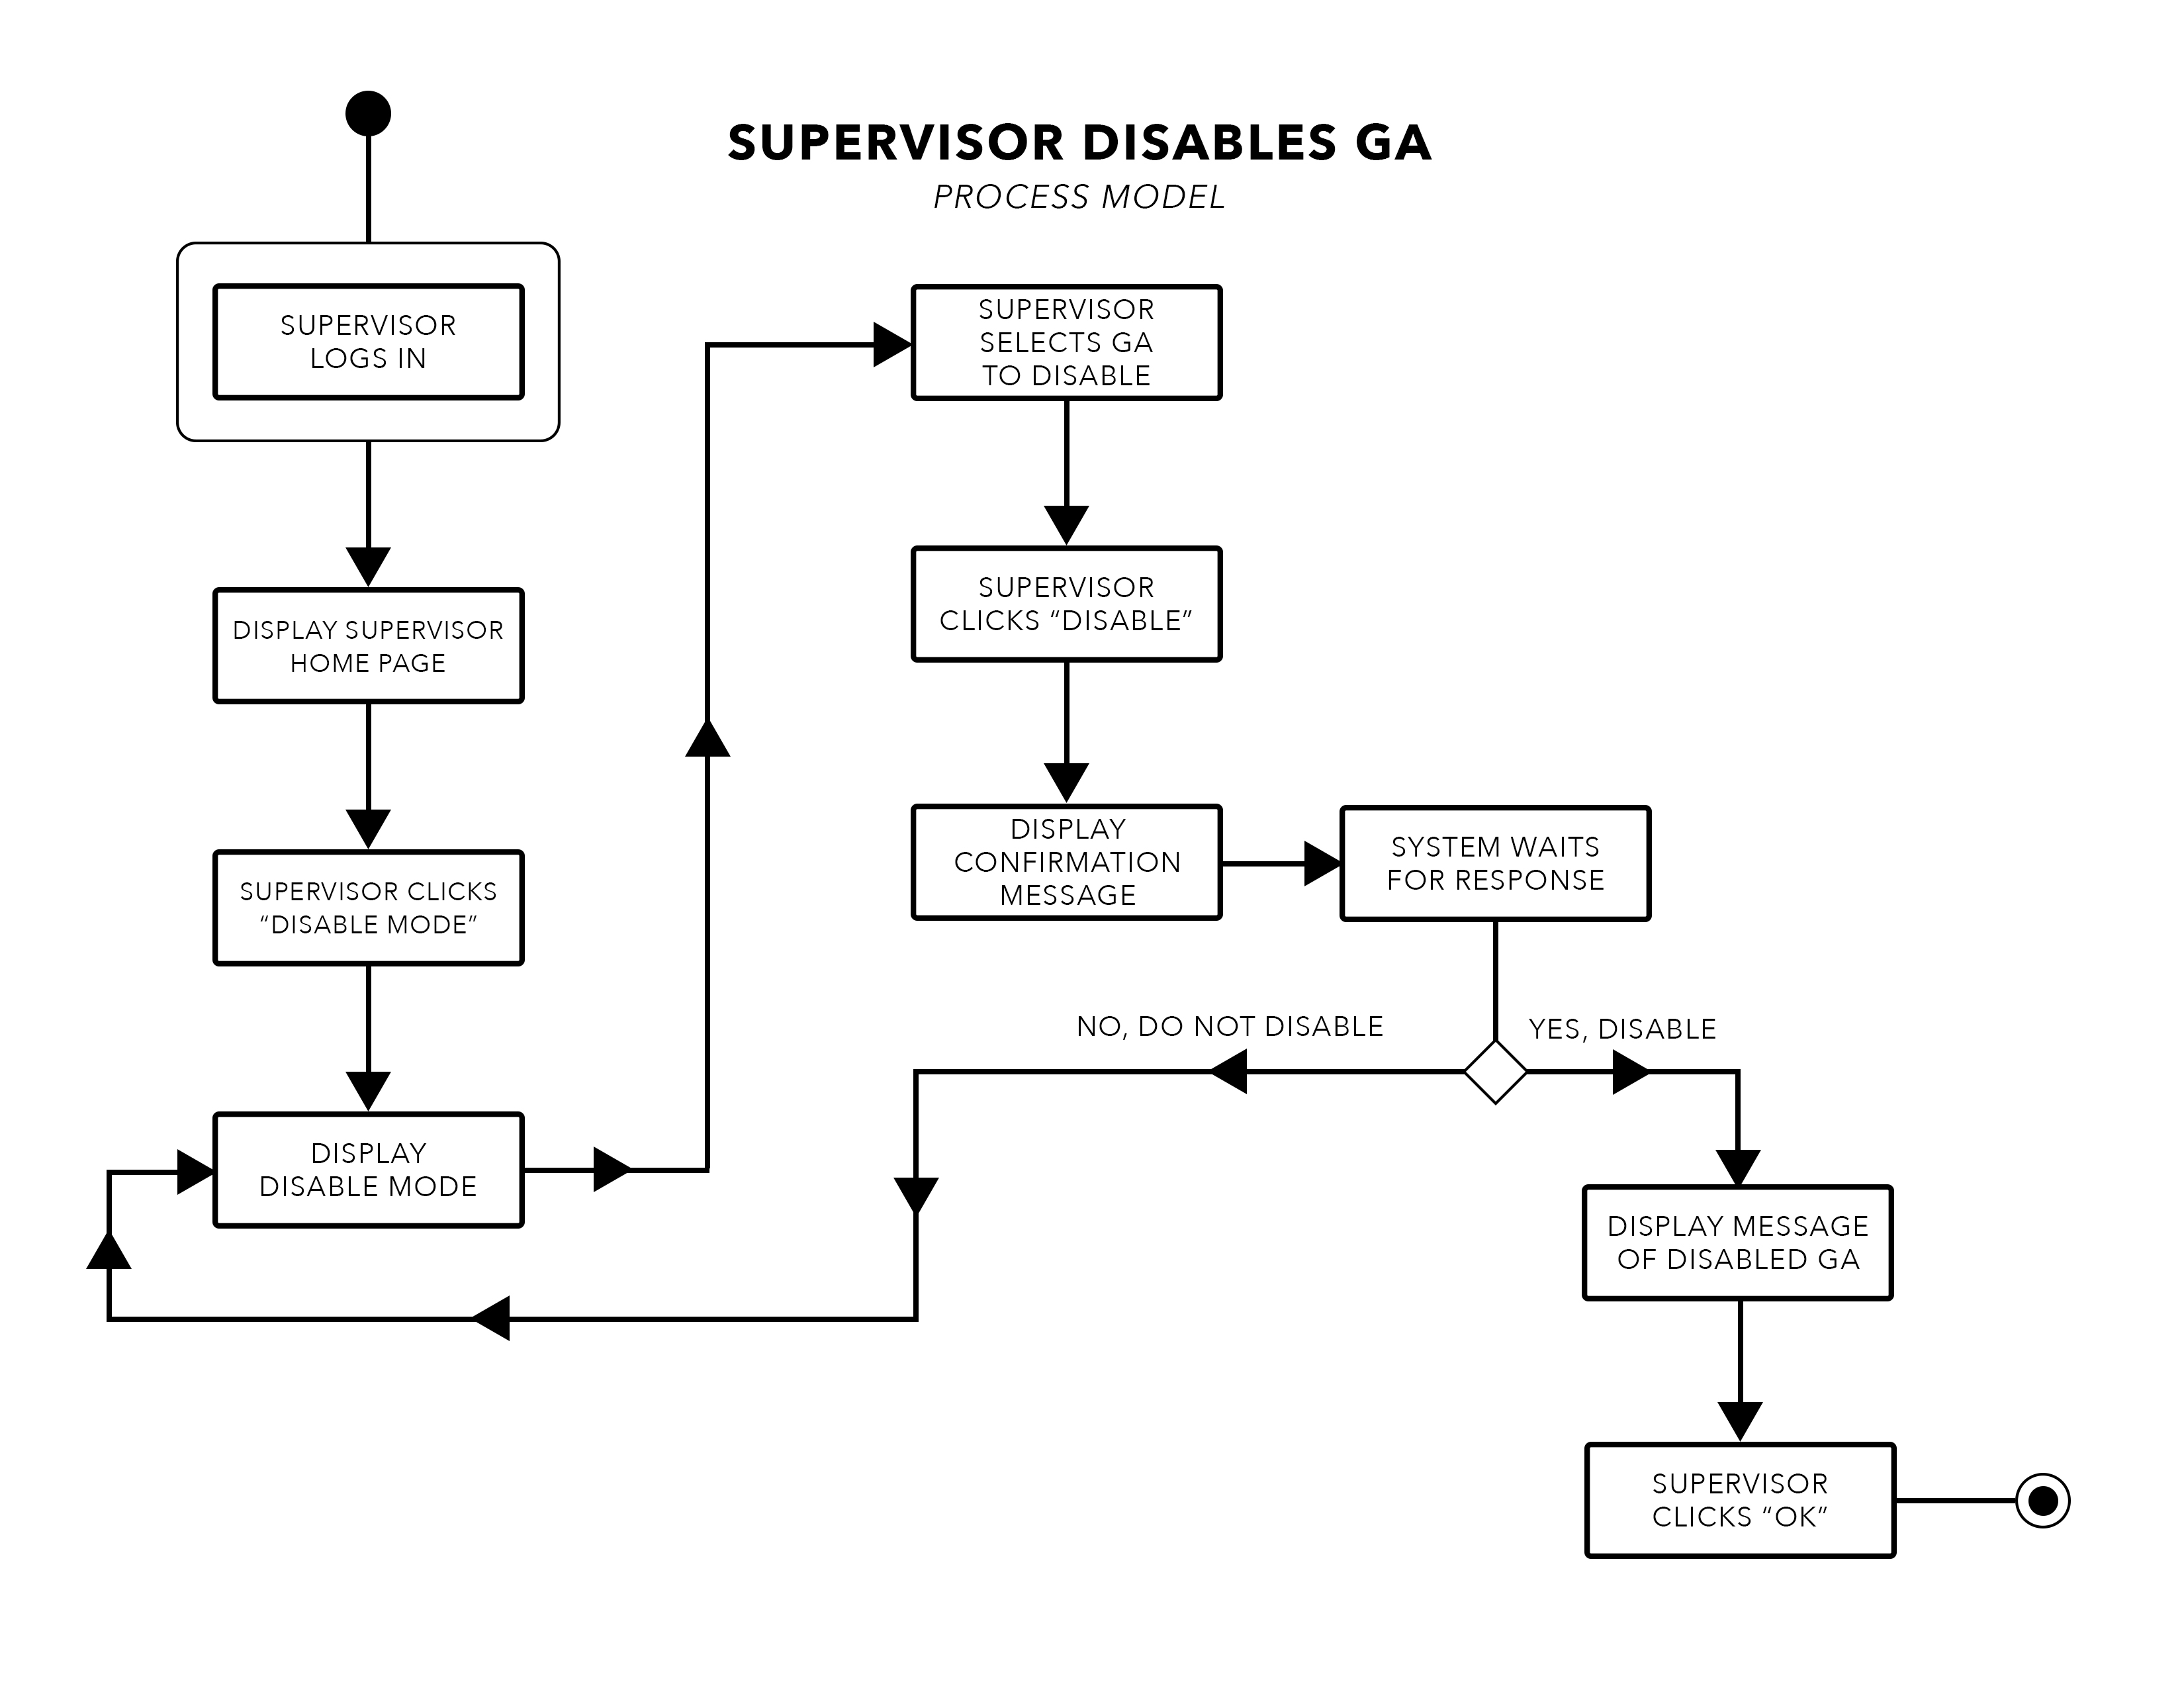 SUPERVISOR DISABLES GA
PROCESS MODEL
SUPERVISOR
LOGS IN
DISPLAY SUPERVISOR
HOME PAGE
SUPERVISOR CLICKS
“DISABLE MODE”
DISPLAY
DISABLE MODE
SUPERVISOR
SELECTS GA
TO DISABLE
SUPERVISOR
CLICKS “DISABLE”
DISPLAY
CONFIRMATION
MESSAGE
SYSTEM WAITS
FOR RESPONSE
NO, DO NOT DISABLE
YES, DISABLE
DISPLAY MESSAGE
OF DISABLED GA
SUPERVISOR
CLICKS “OK”